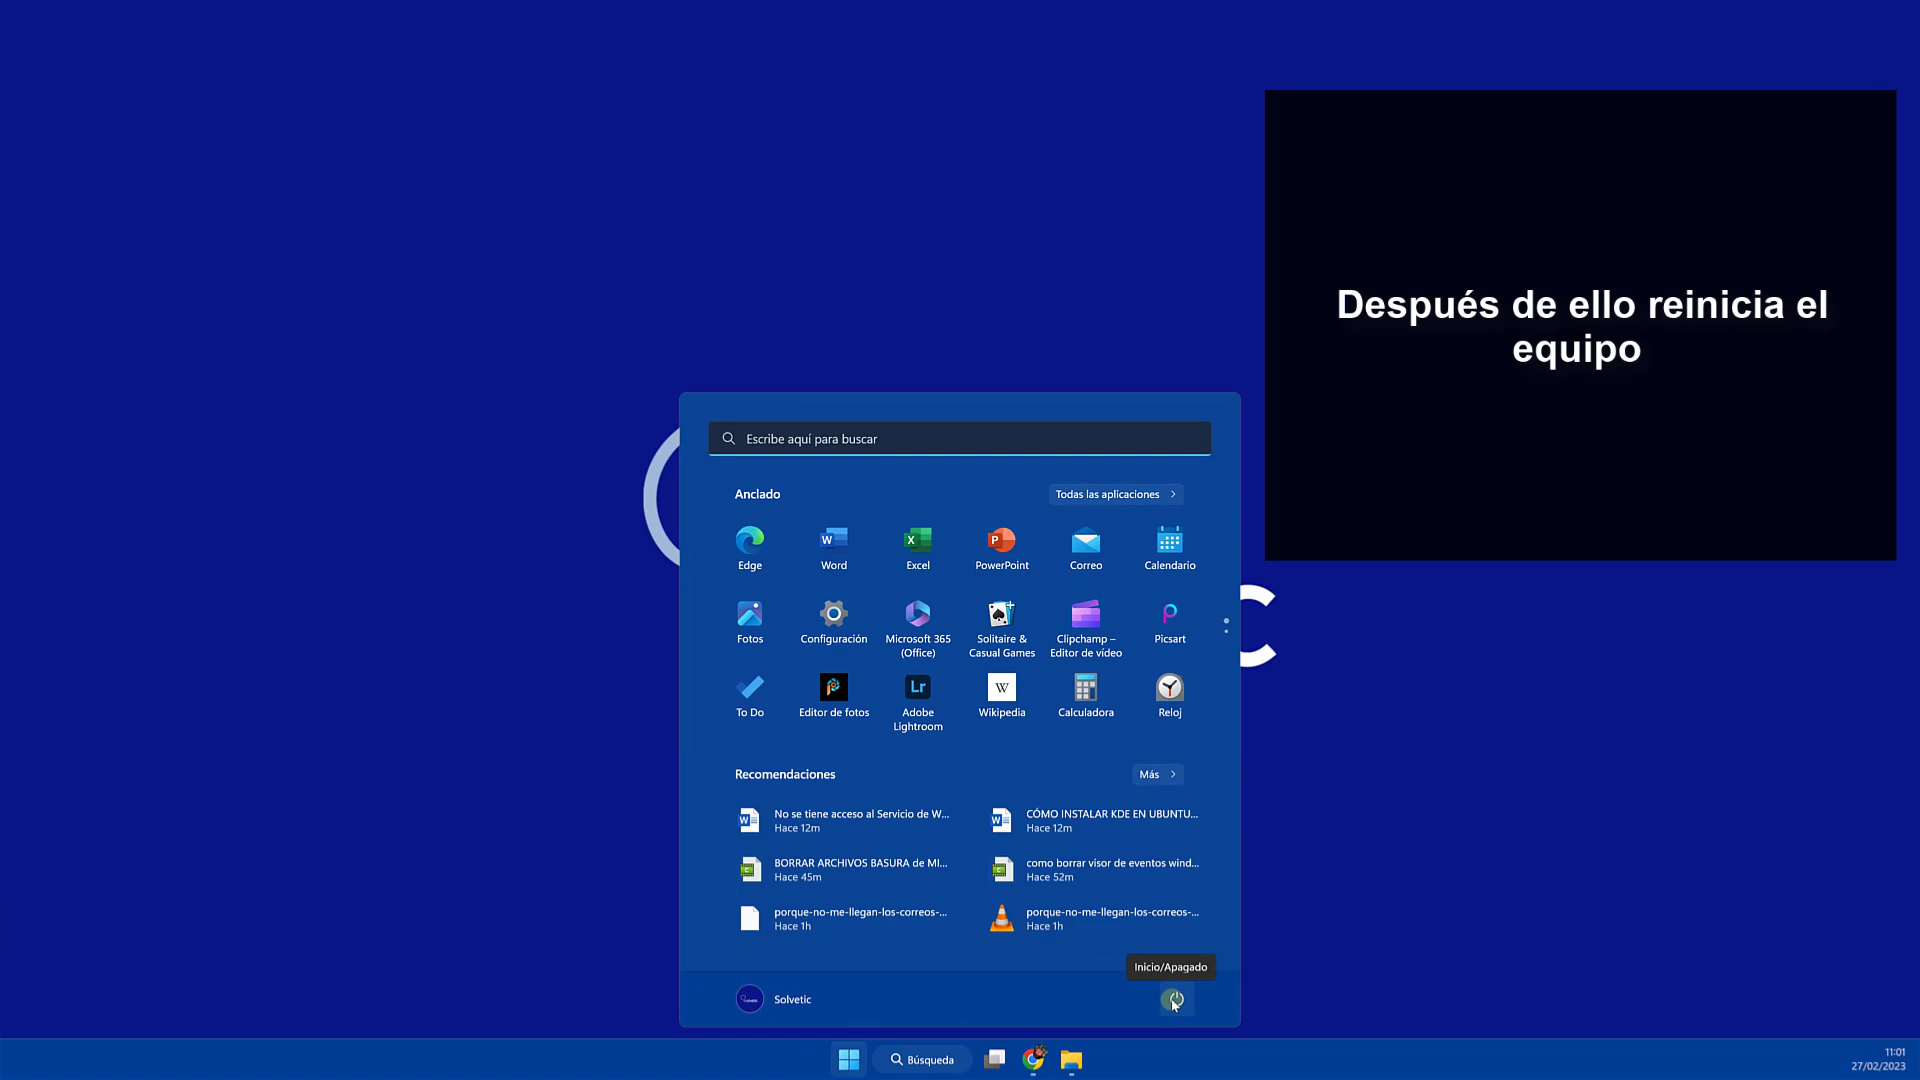 Después de ello reinicia el
equipo
Escribe aquí para buscar
Anclado
Todas las aplicaciones
Edge
Word
Excel
PowerPoint
Correo
Calendario
Fotos
Configuración
Microsoft 365
(Office)
Solitaire &
Casual Games
Clipchamp –
Editor de vídeo
Picsart
To Do
Editor de fotos
Adobe
Lightroom
Wikipedia
Calculadora
Reloj
Recomendaciones
Más
No se tiene acceso al Servicio de W...
Hace 12m
CÓMO INSTALAR KDE EN UBUNTU...
Hace 12m
BORRAR ARCHIVOS BASURA de MI...
Hace 45m
como borrar visor de eventos wind...
Hace 52m
porque-no-me-llegan-los-correos-...
Hace 1h
porque-no-me-llegan-los-correos-...
Hace 1h
Inicio/Apagado
Solvetic
Búsqueda
11:01
27/02/2023